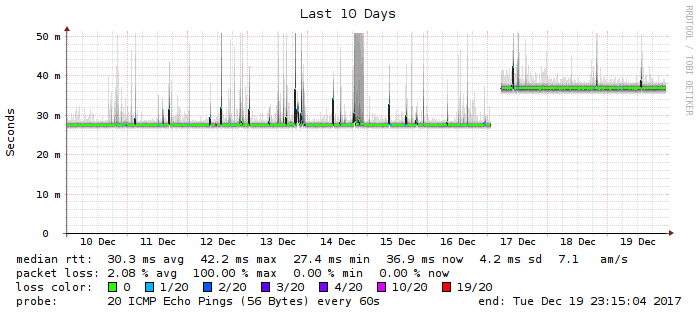 Last 10 Days
RRDTOOL / TOBI OETIKER
Seconds
50 m
40 m
30 m
20 m
10 m
0
10 Dec 11 Dec 12 Dec 13 Dec 14 Dec 15 Dec 16 Dec 17 Dec 18 Dec 19 Dec
median rtt: 30.3 ms avg 42.2 ms max 27.4 ms min 36.9 ms now 4.2 ms sd 7.1 am/s
packet loss: 2.08 % avg 100.00 % max 0.00 % min 0.00 % now
loss color: 0 1/20 2/20 3/20 4/20 10/20 19/20
probe: 20 ICMP Echo Pings (56 Bytes) every 60s end: Tue Dec 19 23:15:04 2017